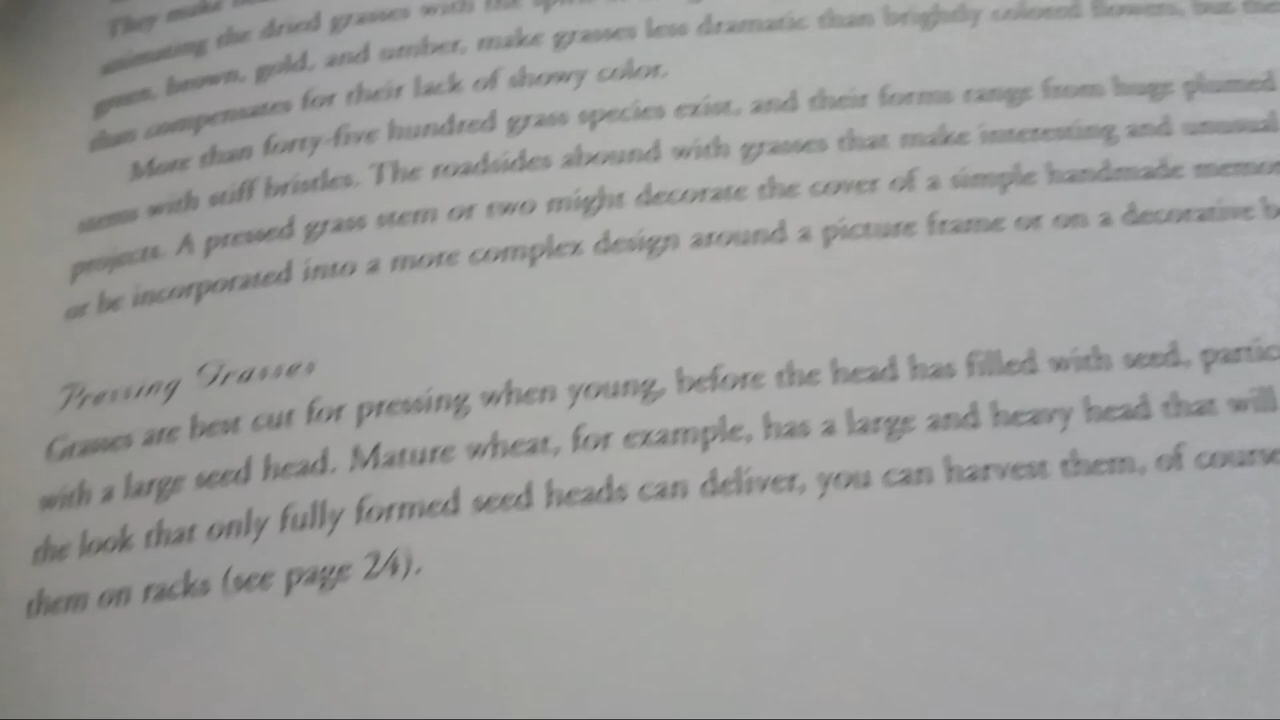 They make
animating the dried grasses with the
green, brown, gold, and umber, make grasses less dramatic than brightly colored flowers, but
than compensates for their lack of showy color.
More than forty-five hundred grass species exist, and their forms range from huge plumed
stems with stiff bristles. The roadsides abound with grasses that make interesting and unusual
projects. A pressed grass stem or two might decorate the cover of a simple handmade memo
or be incorporated into a more complex design around a picture frame or on a decorative b
Pressing Grasses
Grasses are best cut for pressing when young, before the head has filled with seed, partic
with a large seed head. Mature wheat, for example, has a large and heavy head that will
the look that only fully formed seed heads can deliver, you can harvest them, of course
them on racks (see page 24).